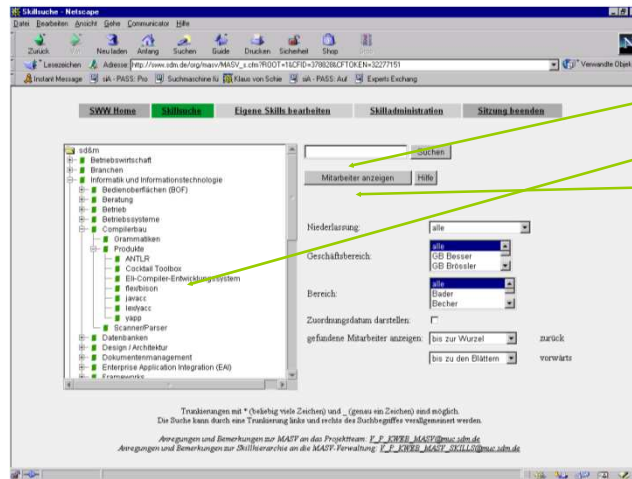 Skillsuche - Netscape
Datei Bearbeiten Ansicht Gehe Communicator Hilfe
Zurück Neu laden Anfang Suchen Guide Drucken Sicherheit Shop
Lesezeichen Adresse http://sww.sdm.de/org/masv/MASV_s.cfm?ROOT=1&CFID=378828&CFTOKEN=32277151 Verwandte Objekte
Instant Message siA - PASS: Pro Suchmaschine fü Klaus von Schie siA - PASS: Auf Experts Exchang
SWW Home Skillsuche Eigene Skills bearbeiten Skilladministration Sitzung beenden
sd&m
Betriebswirtschaft
Branchen
Informatik und Informationstechnologie
Bedienoberflächen (BOF)
Beratung
Betrieb
Betriebssysteme
Compilerbau
Grammatiken
Produkte
ANTLR
Cocktail Toolbox
Eli-Compiler-Entwicklungssystem
flex/bison
javacc
lex/yacc
yapp
Scanner/Parser
Datenbanken
Design / Architektur
Dokumentenmanagement
Enterprise Application Integration (EAI)
Frameworks
Suchen
Mitarbeiter anzeigen Hilfe
Niederlassung: alle
Geschäftsbereich: alle
GB Besser
GB Brössler
Bereich: alle
Bader
Becher
Zuordnungsdatum darstellen:
gefundene Mitarbeiter anzeigen: bis zur Wurzel zurück
bis zu den Blättern vorwärts
Trunkierungen mit * (beliebig viele Zeichen) und _ (genau ein Zeichen) sind möglich.
Die Suche kann durch eine Trunkierung links und rechts des Suchbegriffes verallgemeinert werden.
Anregungen und Bemerkungen zur MASV an das Projektteam: V_P_KWEB_MASV@muc.sdm.de
Anregungen und Bemerkungen zur Skillhierarchie an die MASV-Verwaltung: V_P_KWEB_MASV_SKILLS@muc.sdm.de